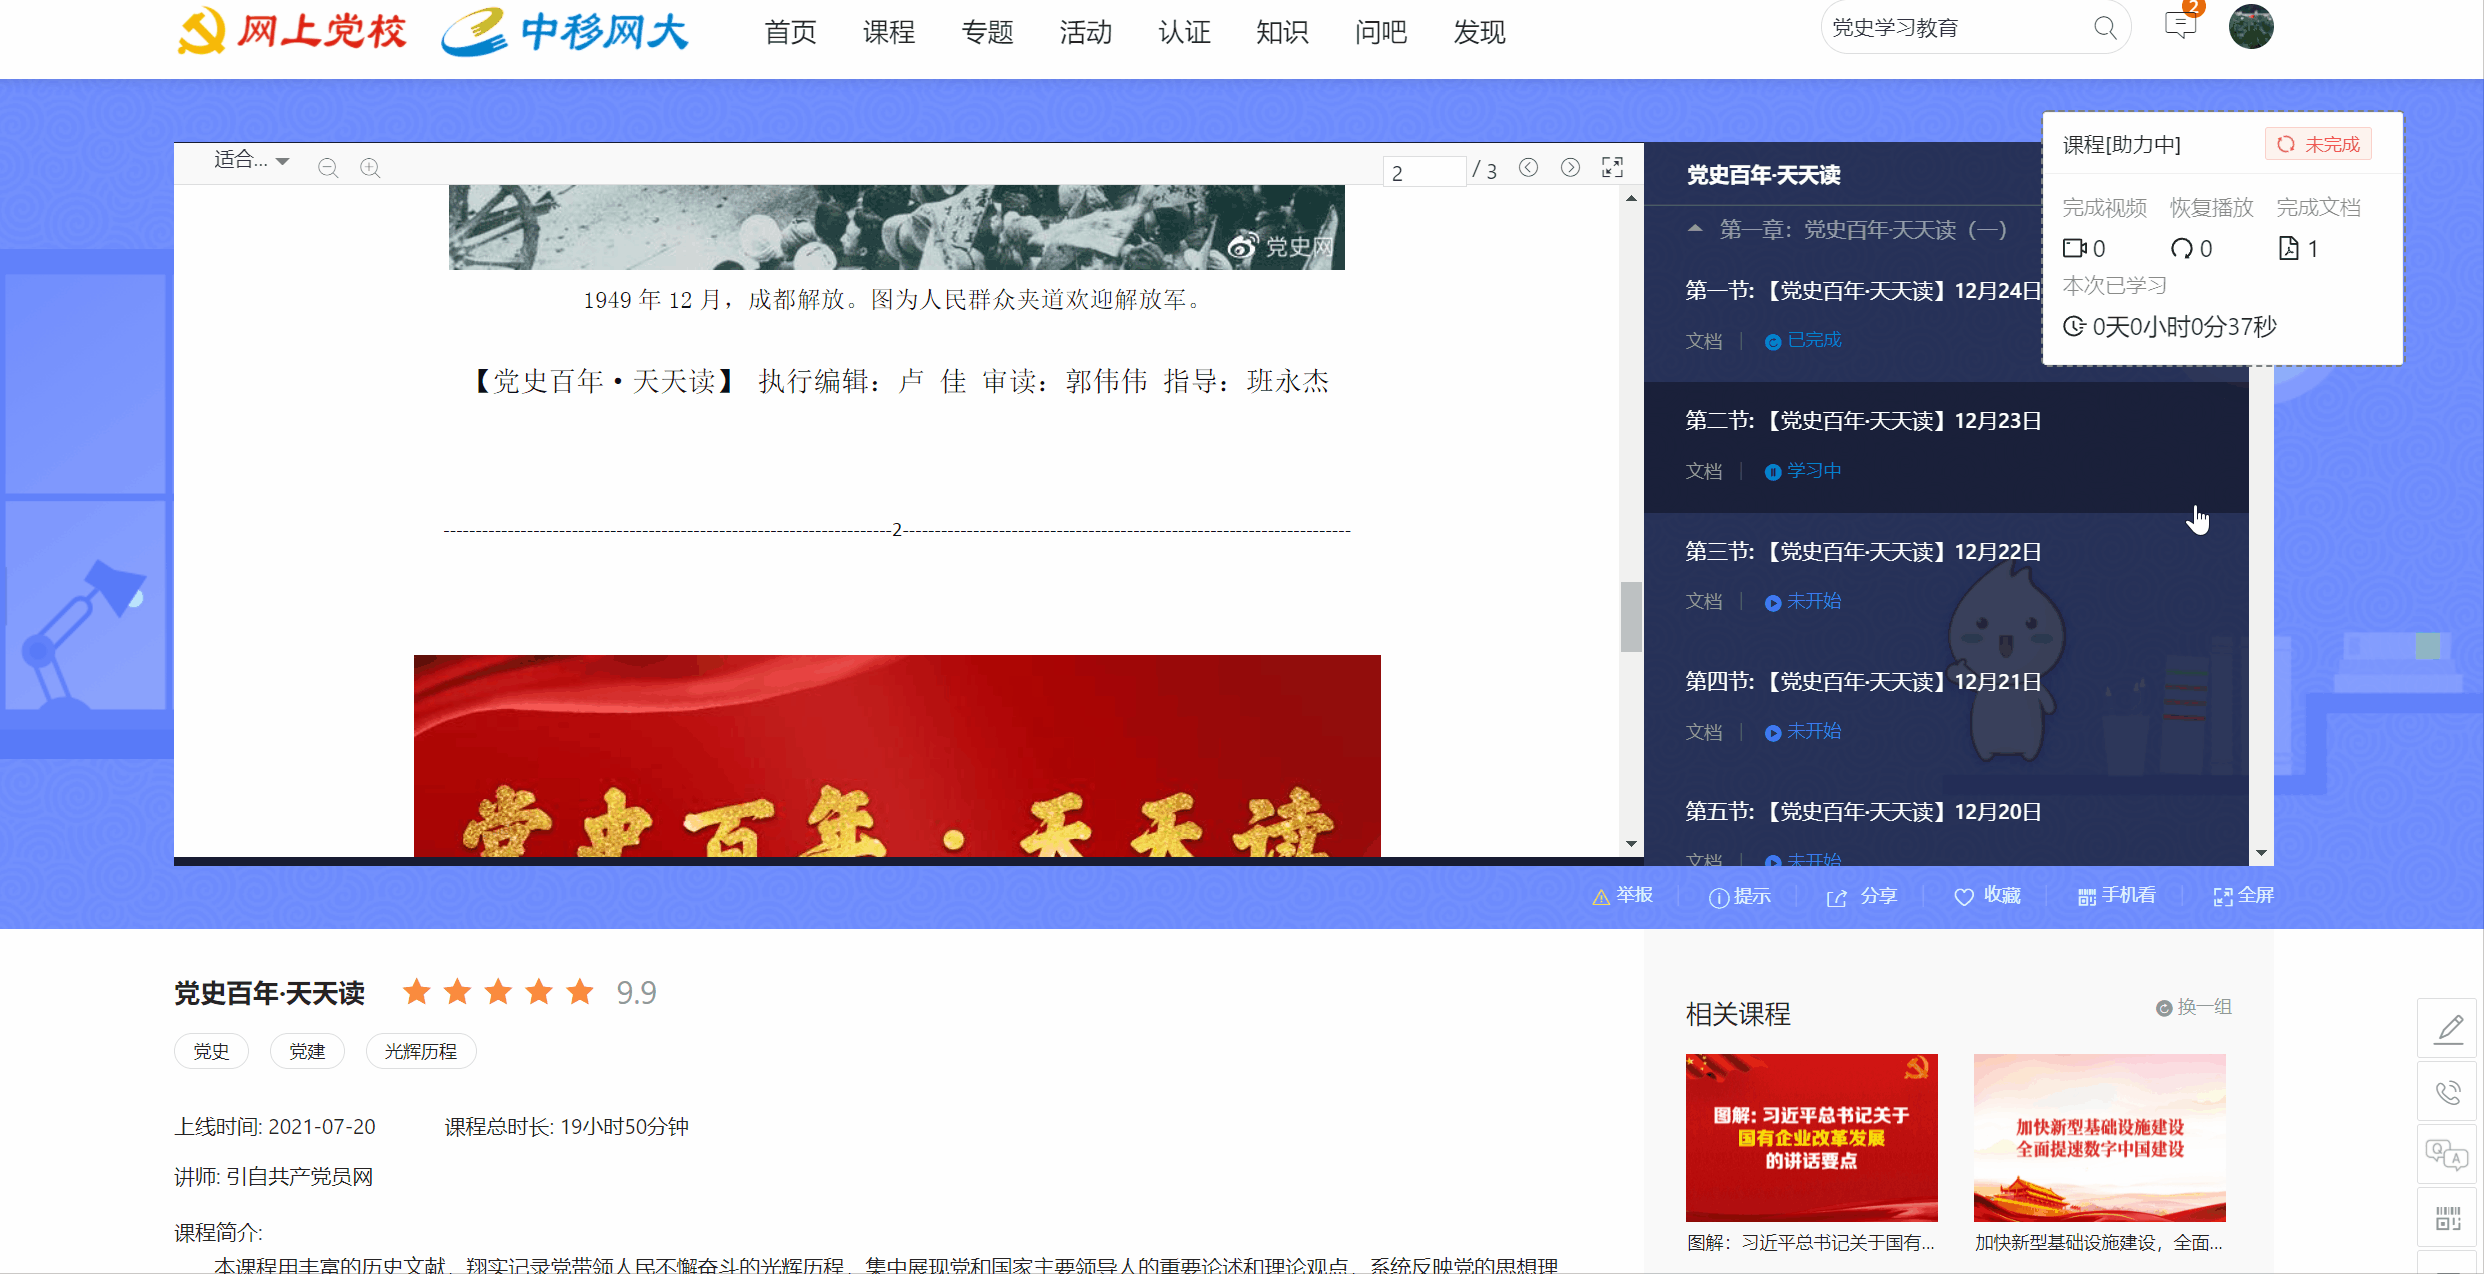 网上党校 中移网大 首页 课程 专题 活动 认证 知识 问吧 发现 党史学习教育 2
适合... 2 / 3
党史网
1949 年 12 月，成都解放。图为人民群众夹道欢迎解放军。
【党史百年•天天读】 执行编辑：卢 佳 审读：郭伟伟 指导：班永杰
2
党史百年·天天读
党史百年·天天读
第一章：党史百年·天天读（一）
第一节:【党史百年·天天读】12月24日
文档 已完成
第二节:【党史百年·天天读】12月23日
文档 学习中
第三节:【党史百年·天天读】12月22日
文档 未开始
第四节:【党史百年·天天读】12月21日
文档 未开始
第五节:【党史百年·天天读】12月20日
文档 未开始
课程[助力中] 未完成
完成视频 恢复播放 完成文档
0 0 1
本次已学习
0天0小时0分37秒
举报 提示 分享 收藏 手机看 全屏
党史百年·天天读 9.9
党史 党建 光辉历程
上线时间: 2021-07-20 课程总时长: 19小时50分钟
讲师: 引自共产党员网
课程简介:
本课程用丰富的历史文献，翔实记录党带领人民不懈奋斗的光辉历程，集中展现党和国家主要领导人的重要论述和理论观点，系统反映党的思想理
相关课程 换一组
图解: 习近平总书记关于
国有企业改革发展
的讲话要点
图解：习近平总书记关于国有...
加快新型基础设施建设
全面提速数字中国建设
加快新型基础设施建设，全面...
Q A